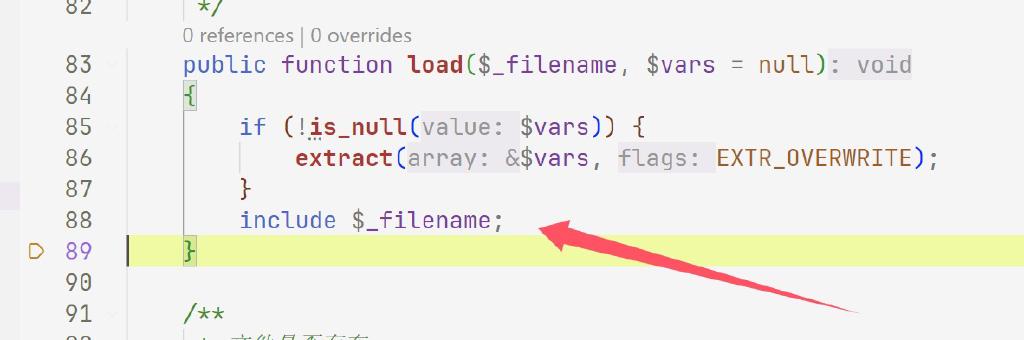 82 */
0 references | 0 overrides
83 public function load($_filename, $vars = null): void
84 {
85 if (!is_null(value: $vars)) {
86 extract(array: &$vars, flags: EXTR_OVERWRITE);
87 }
88 include $_filename;
89 }
90
91 /**